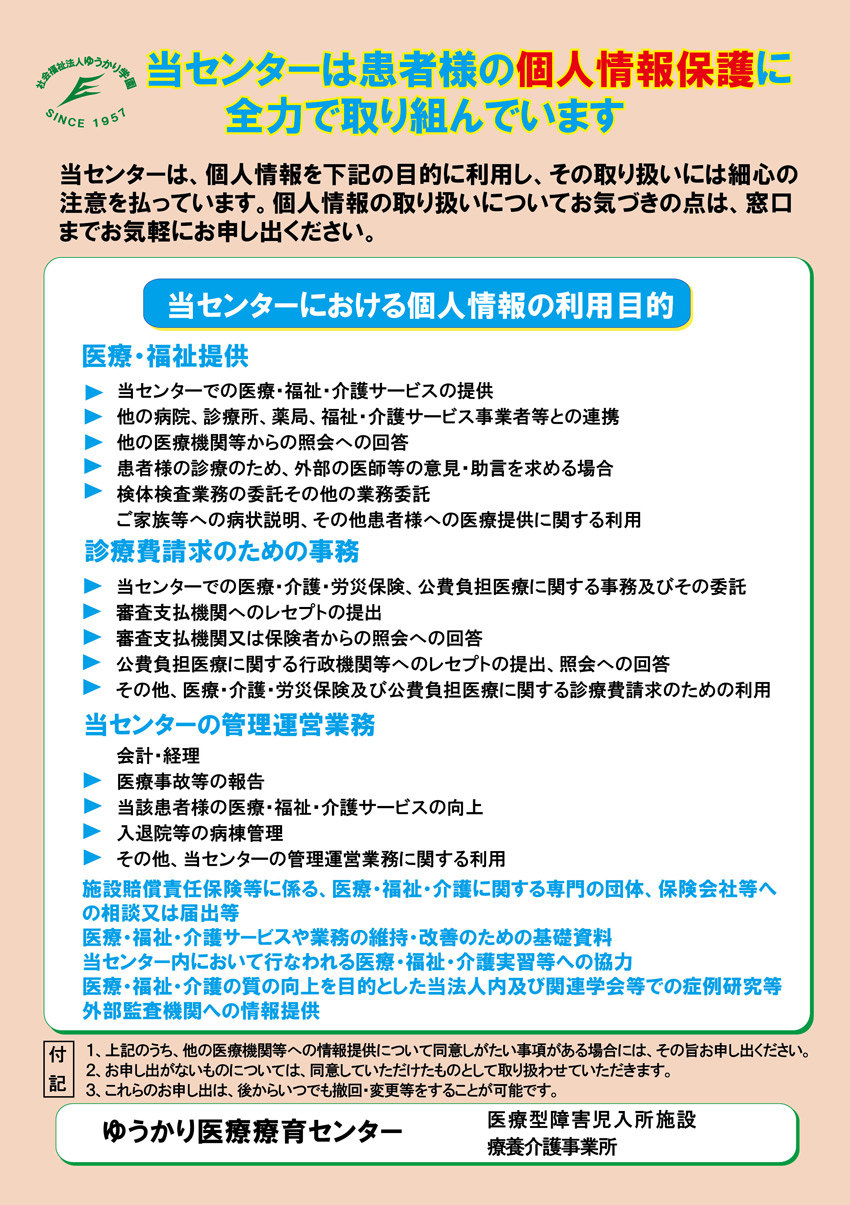 社会福祉法人ゆうかり学園
SINCE 1957
当センターは患者様の個人情報保護に
全力で取り組んでいます
当センターは、個人情報を下記の目的に利用し、その取り扱いには細心の
注意を払っています。個人情報の取り扱いについてお気づきの点は、窓口
までお気軽にお申し出ください。
当センターにおける個人情報の利用目的
医療・福祉提供
▶ 当センターでの医療・福祉・介護サービスの提供
▶ 他の病院、診療所、薬局、福祉・介護サービス事業者等との連携
▶ 他の医療機関等からの照会への回答
▶ 患者様の診療のため、外部の医師等の意見・助言を求める場合
▶ 検体検査業務の委託その他の業務委託
ご家族等への病状説明、その他患者様への医療提供に関する利用
診療費請求のための事務
▶ 当センターでの医療・介護・労災保険、公費負担医療に関する事務及びその委託
▶ 審査支払機関へのレセプトの提出
▶ 審査支払機関又は保険者からの照会への回答
▶ 公費負担医療に関する行政機関等へのレセプトの提出、照会への回答
▶ その他、医療・介護・労災保険及び公費負担医療に関する診療費請求のための利用
当センターの管理運営業務
会計・経理
▶ 医療事故等の報告
▶ 当該患者様の医療・福祉・介護サービスの向上
▶ 入退院等の病棟管理
▶ その他、当センターの管理運営業務に関する利用
施設賠償責任保険等に係る、医療・福祉・介護に関する専門の団体、保険会社等へ
の相談又は届出等
医療・福祉・介護サービスや業務の維持・改善のための基礎資料
当センター内において行なわれる医療・福祉・介護実習等への協力
医療・福祉・介護の質の向上を目的とした当法人内及び関連学会等での症例研究等
外部監査機関への情報提供
付記
1、上記のうち、他の医療機関等への情報提供について同意しがたい事項がある場合には、その旨お申し出ください。
2、お申し出がないものについては、同意していただけたものとして取り扱わせていただきます。
3、これらのお申し出は、後からいつでも撤回・変更等をすることが可能です。
ゆうかり医療療育センター
医療型障害児入所施設
療養介護事業所